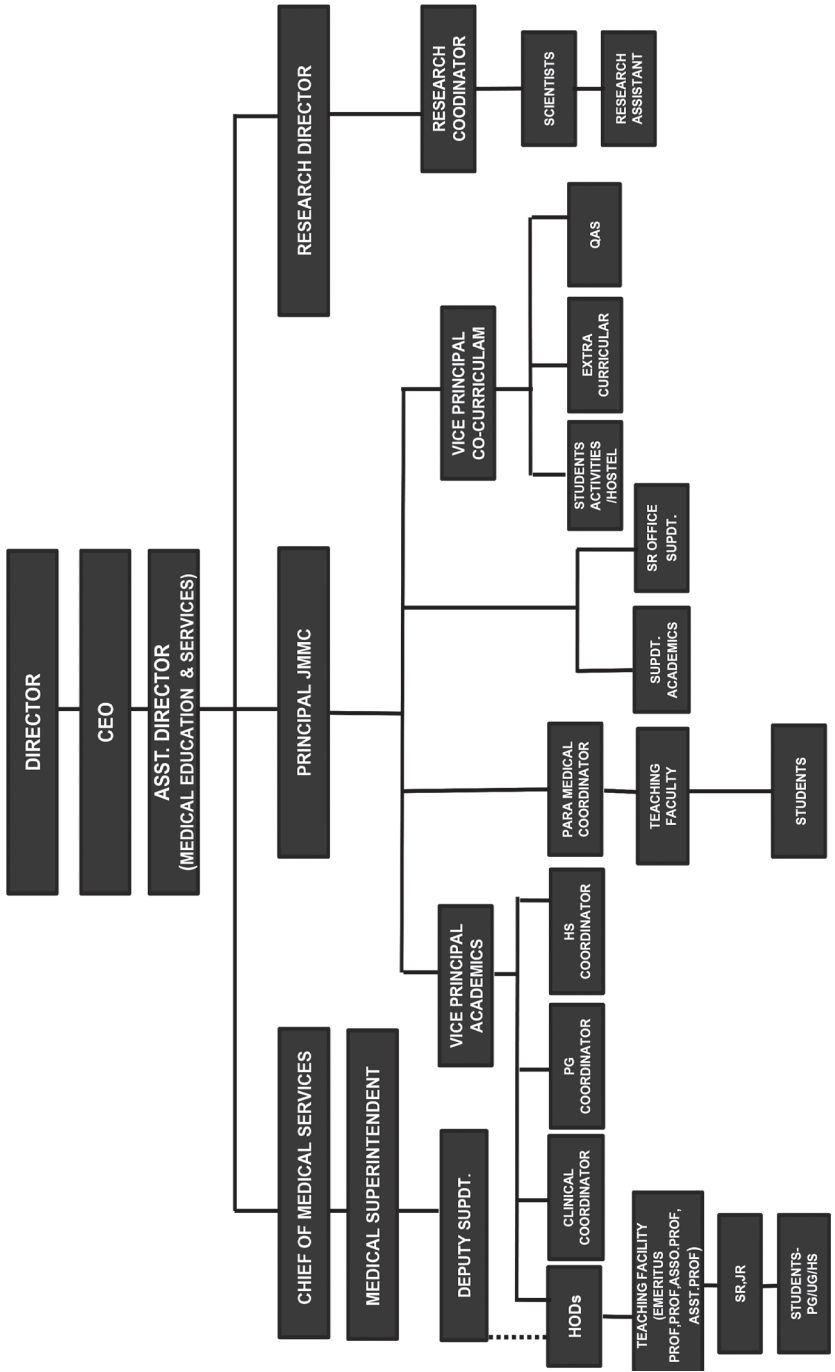 DIRECTOR
CEO
ASST. DIRECTOR
(MEDICAL EDUCATION & SERVICES)
CHIEF OF MEDICAL SERVICES
PRINCIPAL JMMC
RESEARCH DIRECTOR
MEDICAL SUPERINTENDENT
RESEARCH
COODINATOR
DEPUTY SUPDT.
VICE PRINCIPAL
ACADEMICS
VICE PRINCIPAL
CO-CURRICULAM
SCIENTISTS
HODs
CLINICAL
COORDINATOR
PG
COORDINATOR
HS
COORDINATOR
PARA MEDICAL
COORDINATOR
STUDENTS
ACTIVITIES
/HOSTEL
EXTRA
CURRICULAR
QAS
RESEARCH
ASSISTANT
TEACHING FACILITY
(EMERITUS
PROF,PROF,ASSO.PROF,
ASST.PROF)
TEACHING
FACULTY
SUPDT.
ACADEMICS
SR OFFICE
SUPDT.
SR,JR
STUDENTS-
PG/UG/HS
STUDENTS